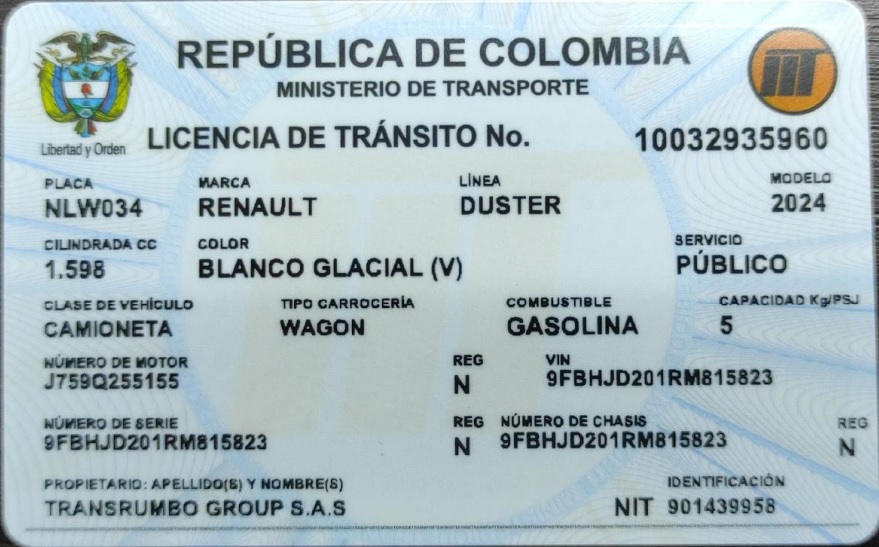 REPÚBLICA DE COLOMBIA
MINISTERIO DE TRANSPORTE
Libertad y Orden
LICENCIA DE TRÁNSITO No. 10032935960
PLACA MARCA LÍNEA MODELO
NLW034 RENAULT DUSTER 2024
CILINDRADA CC COLOR SERVICIO
1.598 BLANCO GLACIAL (V) PÚBLICO
CLASE DE VEHÍCULO TIPO CARROCERÍA COMBUSTIBLE CAPACIDAD Kg/PSJ
CAMIONETA WAGON GASOLINA 5
NÚMERO DE MOTOR REG VIN
J759Q255155 N 9FBHJD201RM815823
NÚMERO DE SERIE REG NÚMERO DE CHASIS REG
9FBHJD201RM815823 N 9FBHJD201RM815823 N
PROPIETARIO: APELLIDO(S) Y NOMBRE(S) IDENTIFICACIÓN
TRANSRUMBO GROUP S.A.S NIT 901439958